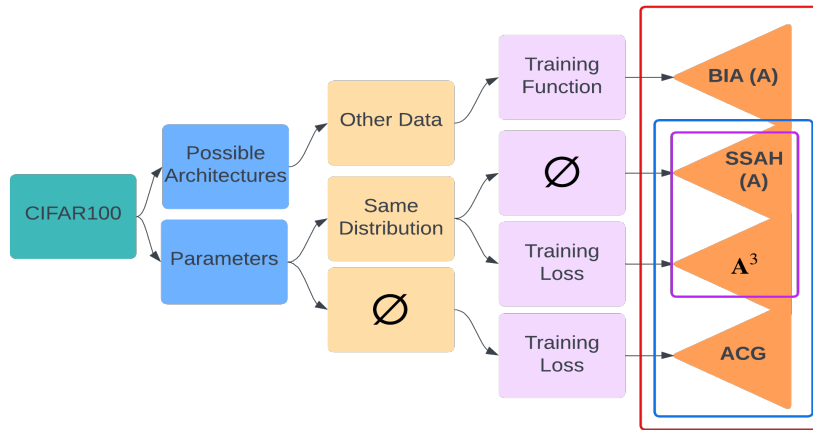 CIFAR100
Possible
Architectures
Parameters
Other Data
Same
Distribution
∅
Training
Function
∅
Training
Loss
Training
Loss
BIA (A)
SSAH
(A)
A³
ACG